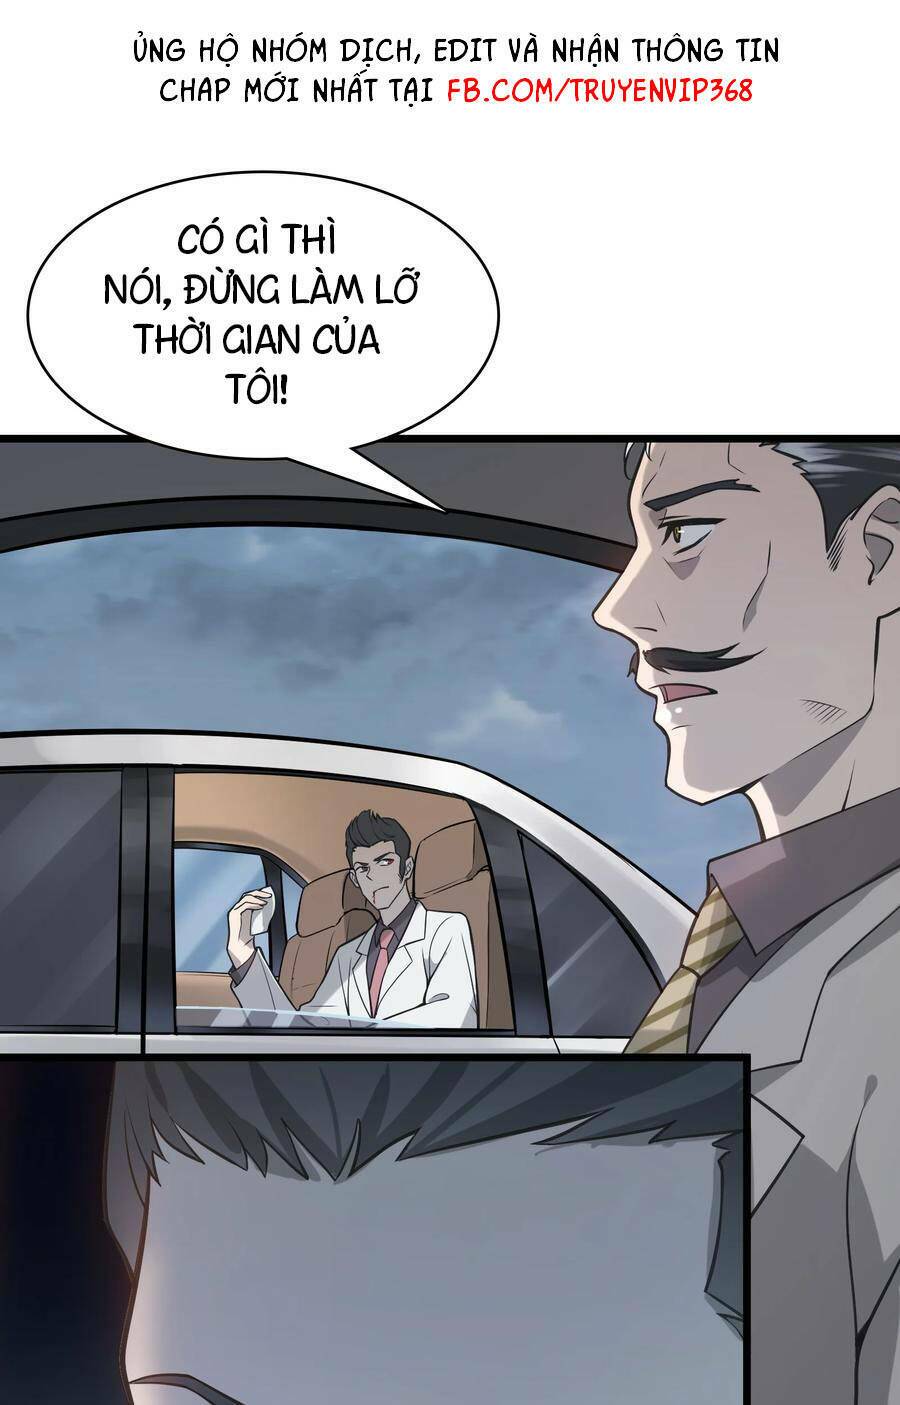 ỦNG HỘ NHÓM DỊCH, EDIT VÀ NHẬN THÔNG TIN
CHAP MỚI NHẤT TẠI FB.COM/TRUYENVIP368
CÓ GÌ THÌ
NÓI, ĐỪNG LÀM LỠ
THỜI GIAN CỦA
TÔI!